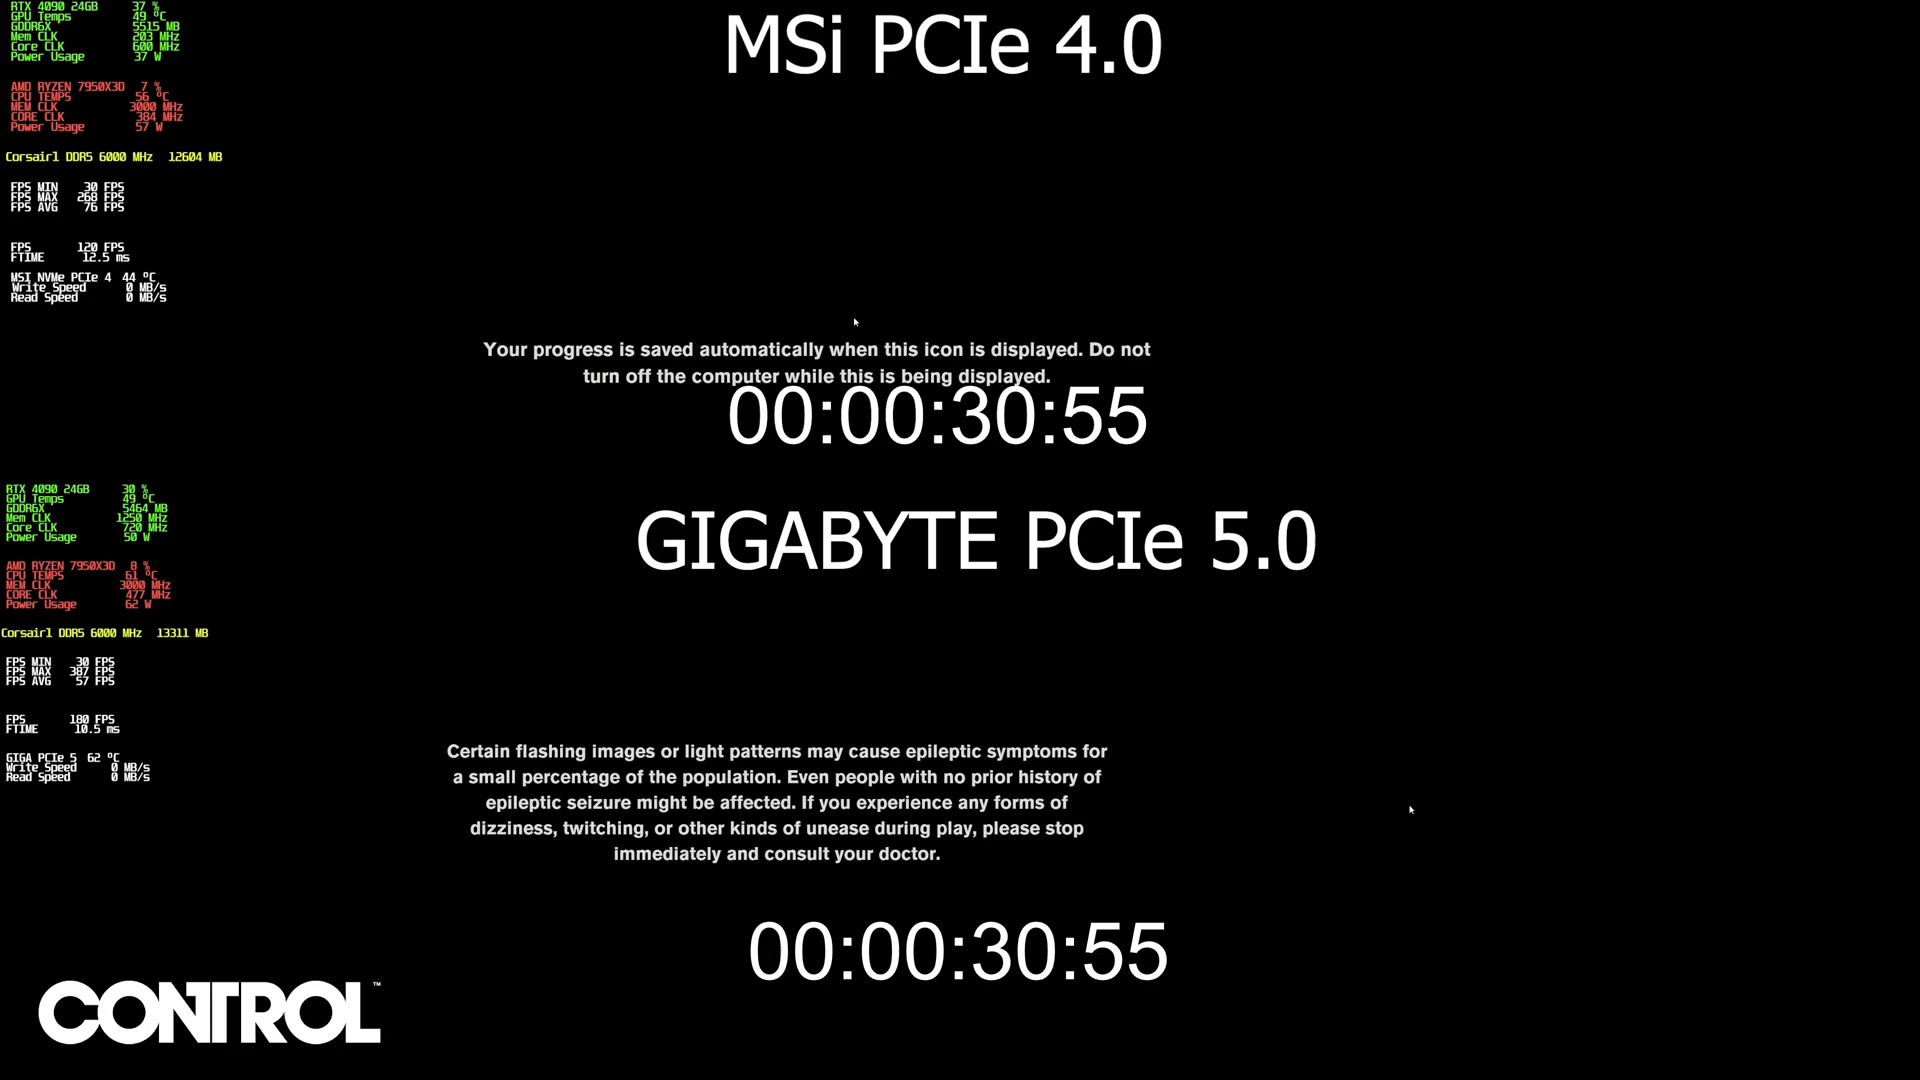 RTX 4090 24GB 37 %
GPU Temps 49 °C
GDDR6X 5515 MB
Mem CLK 203 MHz
Core CLK 600 MHz
Power Usage 37 W
MSi PCIe 4.0
AMD RYZEN 7950X3D 7 %
CPU TEMPS 56 °C
MEM CLK 3000 MHz
CORE CLK 384 MHz
Power Usage 57 W
Corsair1 DDR5 6000 MHz 12604 MB
FPS MIN 30 FPS
FPS MAX 268 FPS
FPS AVG 76 FPS
FPS 120 FPS
FTIME 12.5 ms
MSI NVMe PCIe 4 44 °C
Write Speed 0 MB/s
Read Speed 0 MB/s
Your progress is saved automatically when this icon is displayed. Do not
turn off the computer while this is being displayed.
00:00:30:55
RTX 4090 24GB 30 %
GPU Temps 49 °C
GDDR6X 5464 MB
Mem CLK 1250 MHz
Core CLK 720 MHz
Power Usage 50 W
GIGABYTE PCIe 5.0
AMD RYZEN 7950X3D 8 %
CPU TEMPS 61 °C
MEM CLK 3000 MHz
CORE CLK 477 MHz
Power Usage 62 W
Corsair1 DDR5 6000 MHz 13311 MB
FPS MIN 30 FPS
FPS MAX 387 FPS
FPS AVG 57 FPS
FPS 180 FPS
FTIME 10.5 ms
GIGA PCIe 5 62 °C
Write Speed 0 MB/s
Read Speed 0 MB/s
Certain flashing images or light patterns may cause epileptic symptoms for
a small percentage of the population. Even people with no prior history of
epileptic seizure might be affected. If you experience any forms of
dizziness, twitching, or other kinds of unease during play, please stop
immediately and consult your doctor.
00:00:30:55
CONTROL™